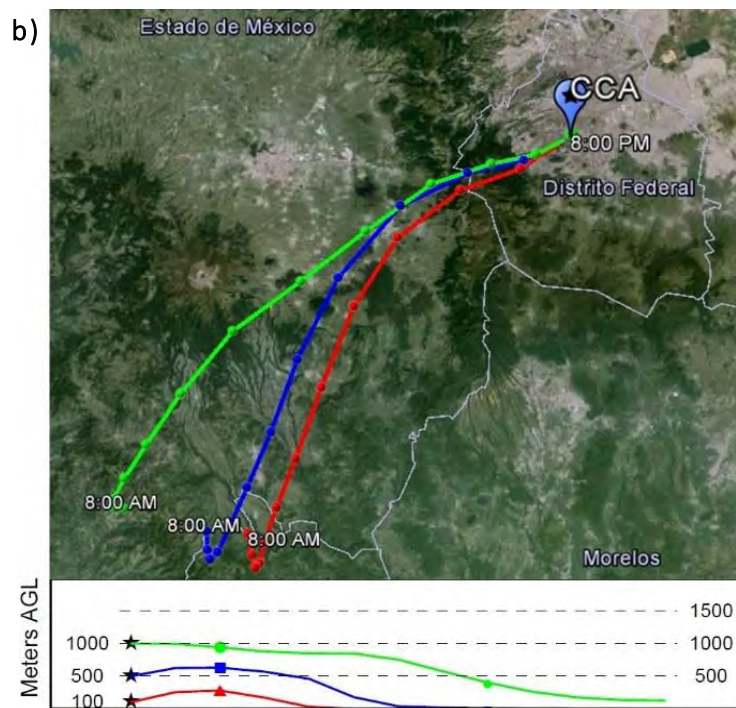 b)
Estado de México
CCA
8:00 PM
Distrito Federal
8:00 AM
8:00 AM
8:00 AM
Morelos
Meters AGL
1500
1000
1000
500
500
100